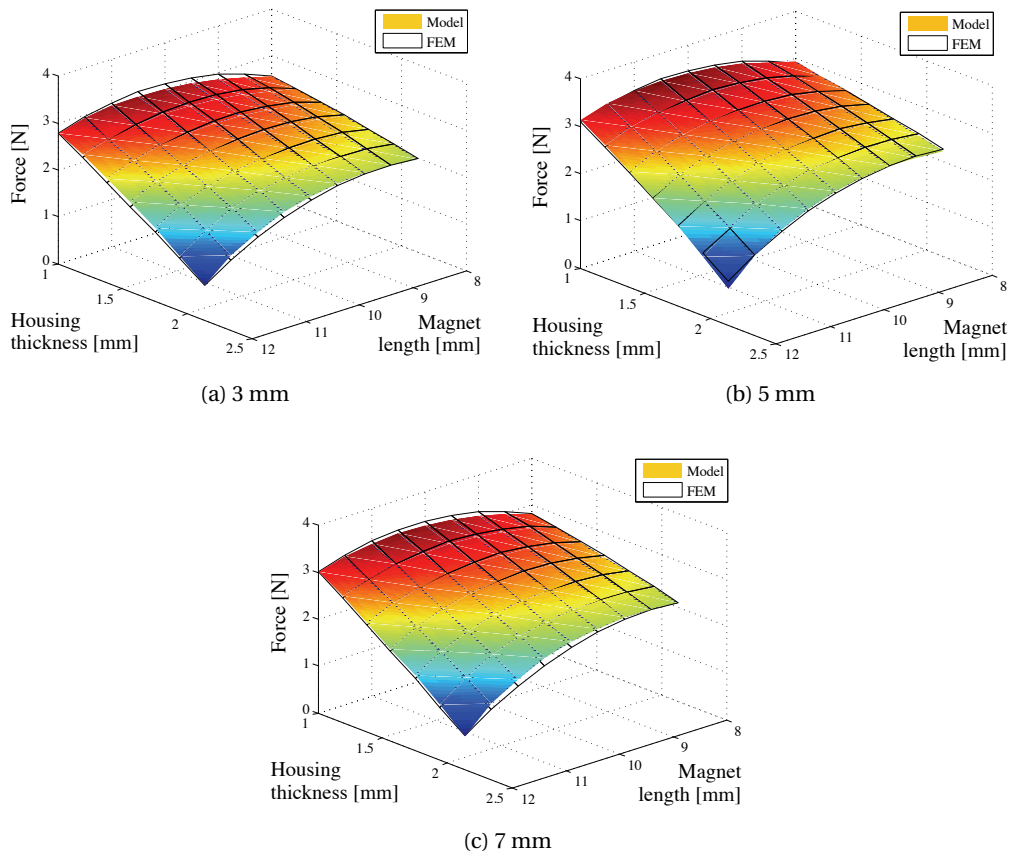 Model
FEM
4
3
2
1
0
Force [N]
1
1.5
2
2.5
Housing
thickness [mm]
12
11
10
9
8
Magnet
length [mm]
(a) 3 mm
Model
FEM
4
3
2
1
0
Force [N]
1
1.5
2
2.5
Housing
thickness [mm]
12
11
10
9
8
Magnet
length [mm]
(b) 5 mm
Model
FEM
4
3
2
1
0
Force [N]
1
1.5
2
2.5
Housing
thickness [mm]
12
11
10
9
8
Magnet
length [mm]
(c) 7 mm